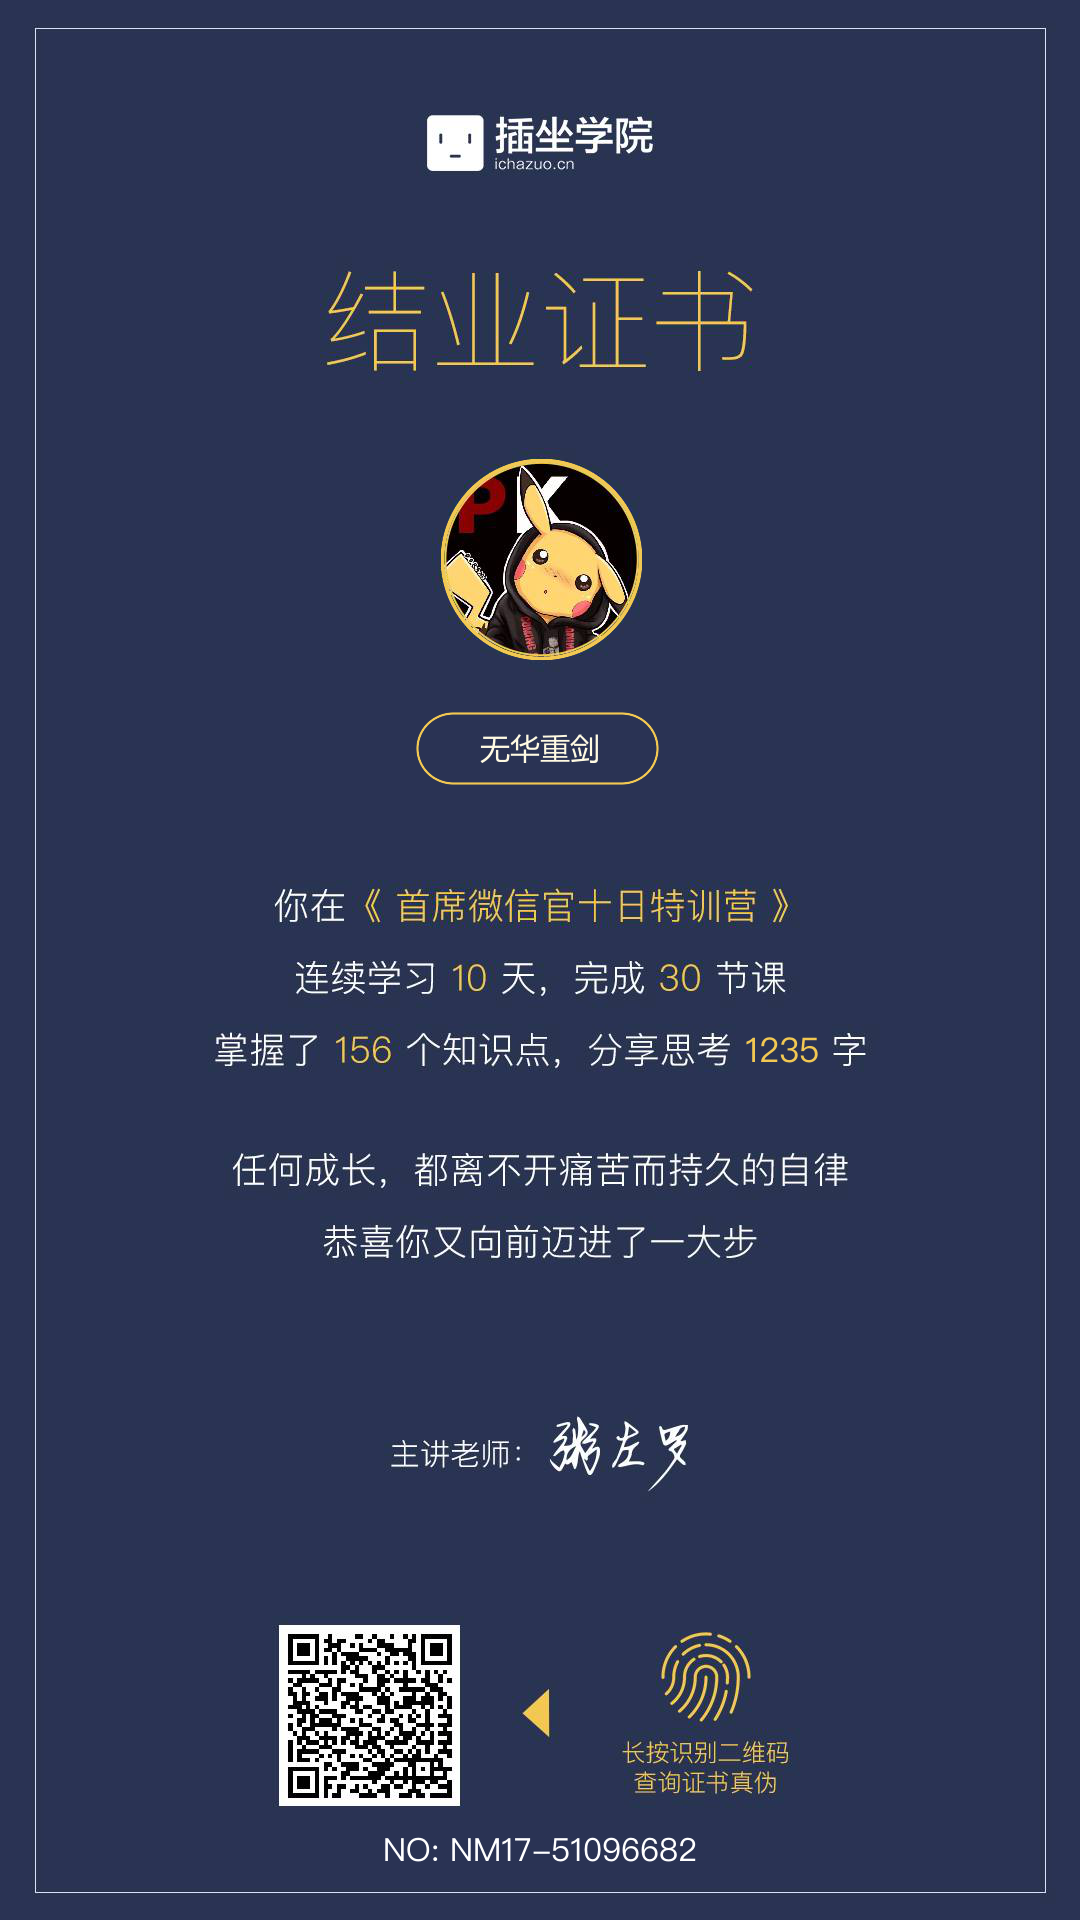 插坐学院
ichazuo.cn
结业证书
PK
无华重剑
你在《 首席微信官十日特训营 》
连续学习 10 天，完成 30 节课
掌握了 156 个知识点，分享思考 1235 字
任何成长，都离不开痛苦而持久的自律
恭喜你又向前迈进了一大步
主讲老师：粥左罗
长按识别二维码
查询证书真伪
NO: NM17-51096682